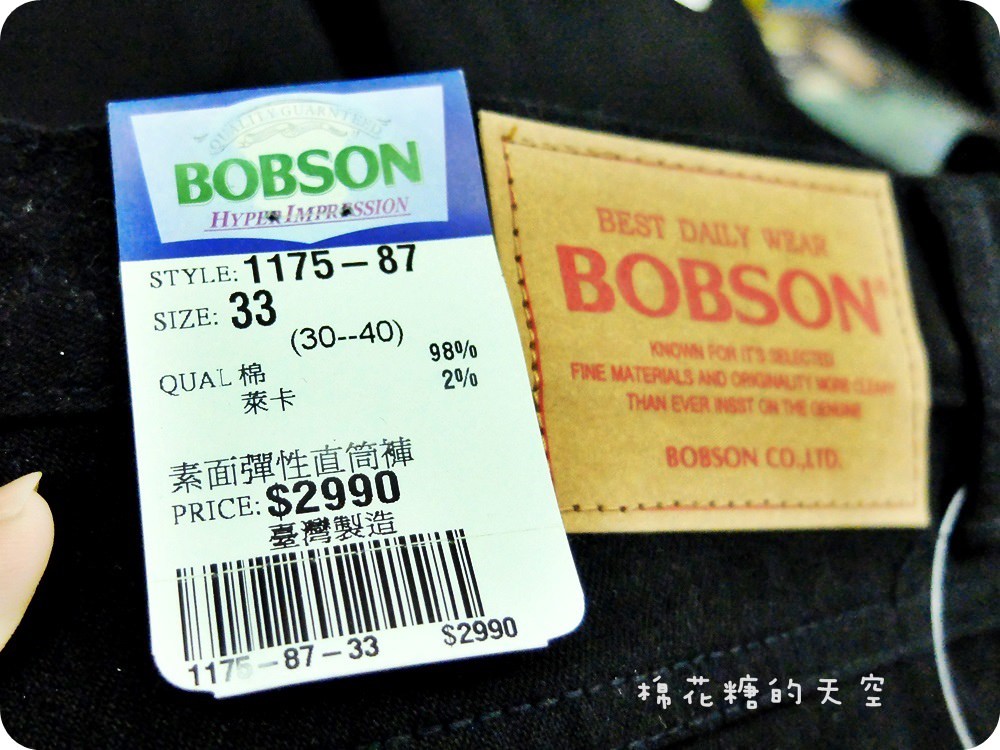 QUALITY GUARNTEED
BOBSON
HYPER IMPRESSION
STYLE: 1175-87
SIZE: 33
(30--40)
QUAL 棉 98%
萊卡 2%
素面彈性直筒褲
PRICE: $2990
臺灣製造
1175-87-33 $2990
BEST DAILY WEAR
BOBSON®
KNOWN FOR IT'S SELECTED
FINE MATERIALS AND ORIGINALITY MORE CLEARY
THAN EVER INSIST ON THE GENUINE
BOBSON CO.,LTD.
棉花糖的天空